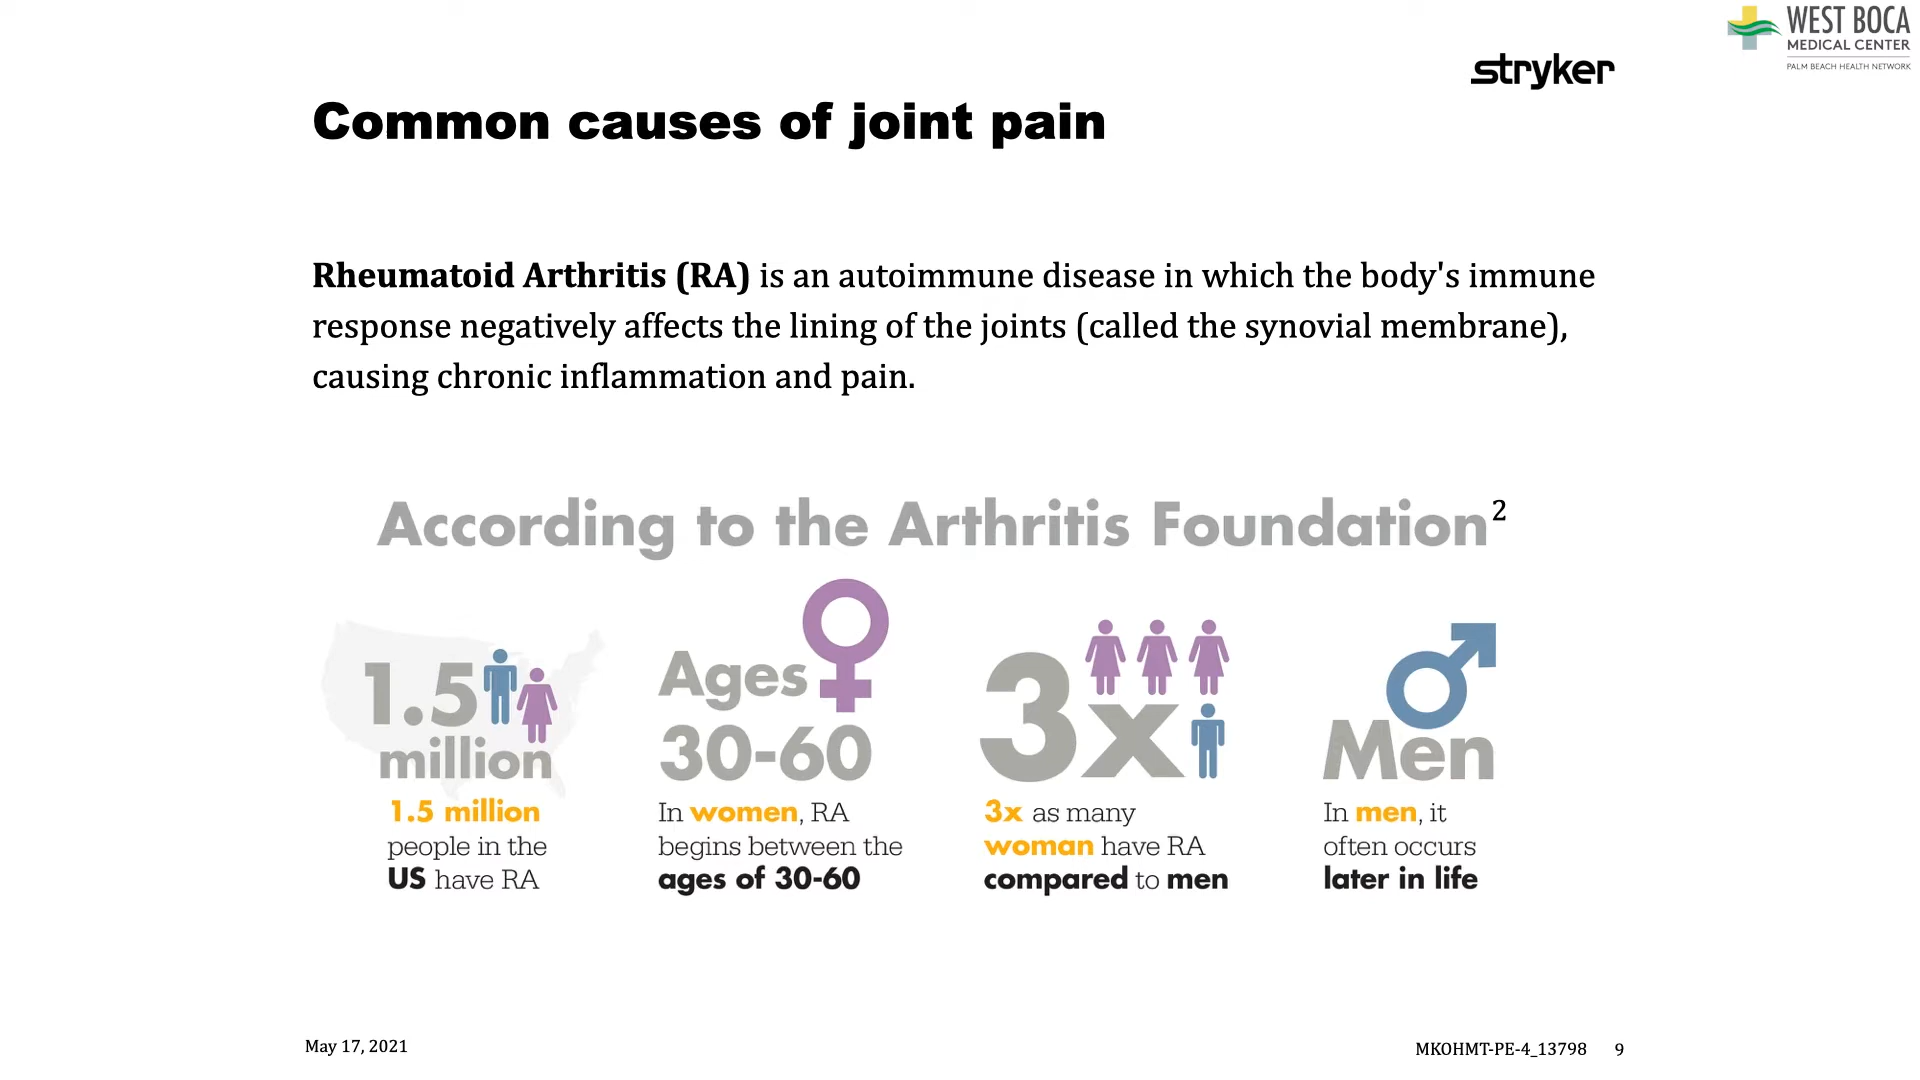 WEST BOCA
MEDICAL CENTER
PALM BEACH HEALTH NETWORK
stryker
Common causes of joint pain
Rheumatoid Arthritis (RA) is an autoimmune disease in which the body's immune
response negatively affects the lining of the joints (called the synovial membrane),
causing chronic inflammation and pain.
According to the Arthritis Foundation²
1.5
million
1.5 million
people in the
US have RA
Ages
30-60
In women, RA
begins between the
ages of 30-60
3x
3x as many
woman have RA
compared to men
Men
In men, it
often occurs
later in life
May 17, 2021
MKOHMT-PE-4_13798 9